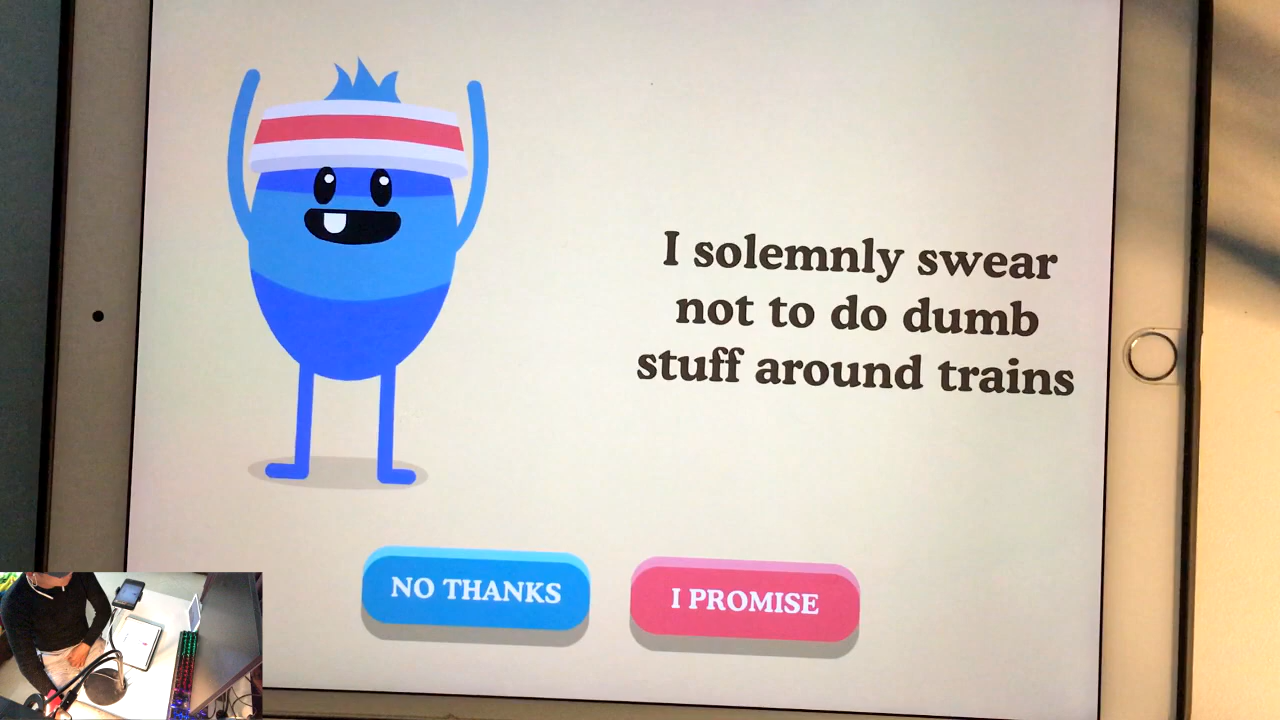 I solemnly swear
not to do dumb
stuff around trains
NO THANKS
I PROMISE